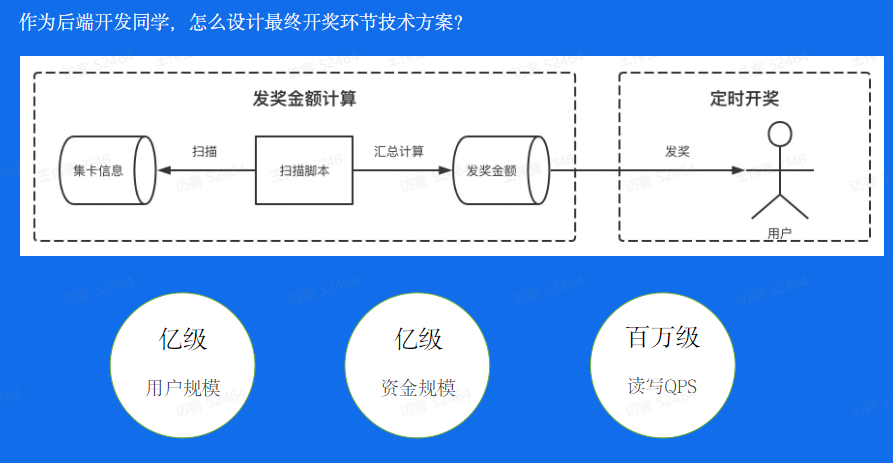 作为后端开发同学，怎么设计最终开奖环节技术方案？
发奖金额计算
定时开奖
集卡信息
扫描
扫描脚本
汇总计算
发奖金额
发奖
用户
亿级
用户规模
亿级
资金规模
百万级
读写QPS
访客 52464